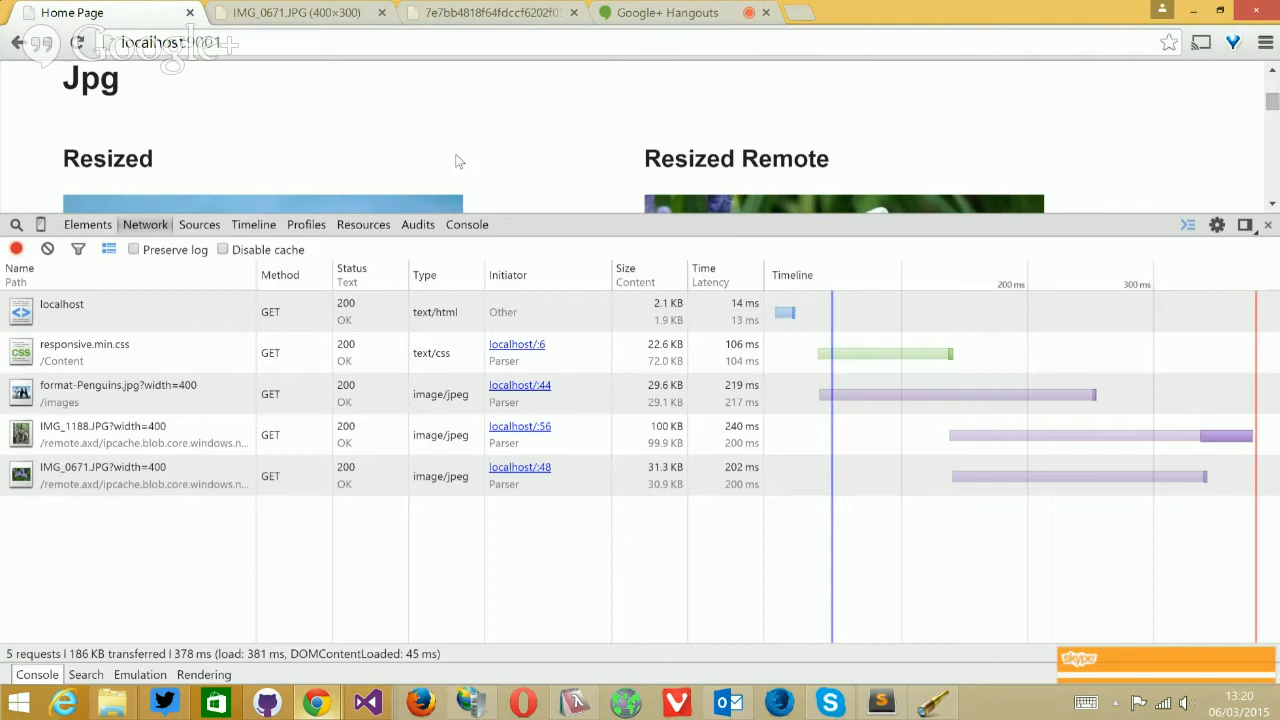 Home Page
IMG_0671.JPG (400×300)
7e7bb4818f64fdccf6202f05
Google+ Hangouts
Google+
localhost:9001
Jpg
Resized
Resized Remote
Elements Network Sources Timeline Profiles Resources Audits Console
Preserve log Disable cache
Name Method Status Type Initiator Size Time Timeline
Path Text Content Latency 200 ms 300 ms
localhost GET 200 text/html Other 2.1 KB 14 ms
OK 1.9 KB 13 ms
responsive.min.css GET 200 text/css localhost/:6 22.6 KB 106 ms
/Content OK Parser 72.0 KB 104 ms
format-Penguins.jpg?width=400 GET 200 image/jpeg localhost/:44 29.6 KB 219 ms
/images OK Parser 29.1 KB 217 ms
IMG_1188.JPG?width=400 GET 200 image/jpeg localhost/:56 100 KB 240 ms
/remote.axd/ipcache.blob.core.windows.n... OK Parser 99.9 KB 200 ms
IMG_0671.JPG?width=400 GET 200 image/jpeg localhost/:48 31.3 KB 202 ms
/remote.axd/ipcache.blob.core.windows.n... OK Parser 30.9 KB 200 ms
5 requests | 186 KB transferred | 378 ms (load: 381 ms, DOMContentLoaded: 45 ms)
skype
Console Search Emulation Rendering
13:20
06/03/2015